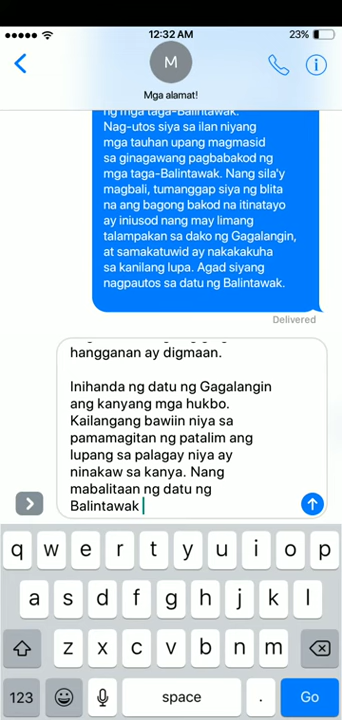 12:32 AM
23%
M
Mga alamat!
ng mga taga-Balintawak.
Nag-utos siya sa ilan niyang
mga tauhan upang magmasid
sa ginagawang pagbabakod ng
mga taga-Balintawak. Nang sila'y
magbali, tumanggap siya ng blita
na ang bagong bakod na itinatayo
ay iniusod nang may limang
talampakan sa dako ng Gagalangin,
at samakatuwid ay nakakakuha
sa kanilang lupa. Agad siyang
nagpautos sa datu ng Balintawak.
Delivered
hangganan ay digmaan.
Inihanda ng datu ng Gagalangin
ang kanyang mga hukbo.
Kailangang bawiin niya sa
pamamagitan ng patalim ang
lupang sa palagay niya ay
ninakaw sa kanya. Nang
mabalitaan ng datu ng
Balintawak
q w e r t y u i o p
a s d f g h j k l
z x c v b n m
123 space . Go